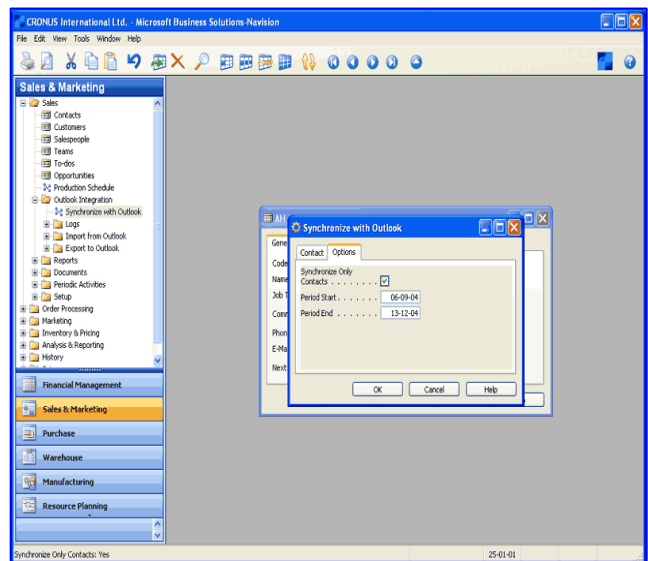 CRONUS International Ltd. - Microsoft Business Solutions-Navision
File Edit View Tools Window Help
Sales & Marketing
Sales
Contacts
Customers
Salespeople
Teams
To-dos
Opportunities
Production Schedule
Outlook Integration
Synchronize with Outlook
Logs
Import from Outlook
Export to Outlook
Reports
Documents
Periodic Activities
Setup
Order Processing
Marketing
Inventory & Pricing
Analysis & Reporting
History
Financial Management
Sales & Marketing
Purchase
Warehouse
Manufacturing
Resource Planning
AH
Gene
Code
Name
Job T
Comm
Phon
E-Ma
Next
Synchronize with Outlook
Contact Options
Synchronize Only
Contacts . . . . . . . .
Period Start . . . . . . . 06-09-04
Period End . . . . . . . 13-12-04
OK Cancel Help
Synchronize Only Contacts: Yes 25-01-01